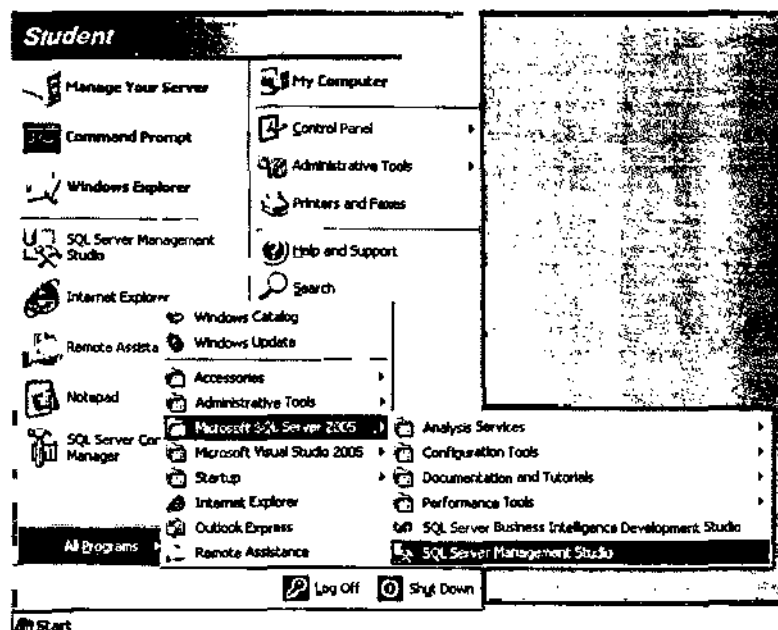 Student
Manage Your Server
Command Prompt
Windows Explorer
SQL Server Management
Studio
Internet Explorer
Remote Assista
Notepad
SQL Server Cor
Manager
All Programs
My Computer
Control Panel
Administrative Tools
Printers and Faxes
Help and Support
Search
Windows Catalog
Windows Update
Accessories
Administrative Tools
Microsoft SQL Server 2005
Microsoft Visual Studio 2005
Startup
Internet Explorer
Outlook Express
Remote Assistance
Analysis Services
Configuration Tools
Documentation and Tutorials
Performance Tools
SQL Server Business Intelligence Development Studio
SQL Server Management Studio
Log Off
Shut Down
Start